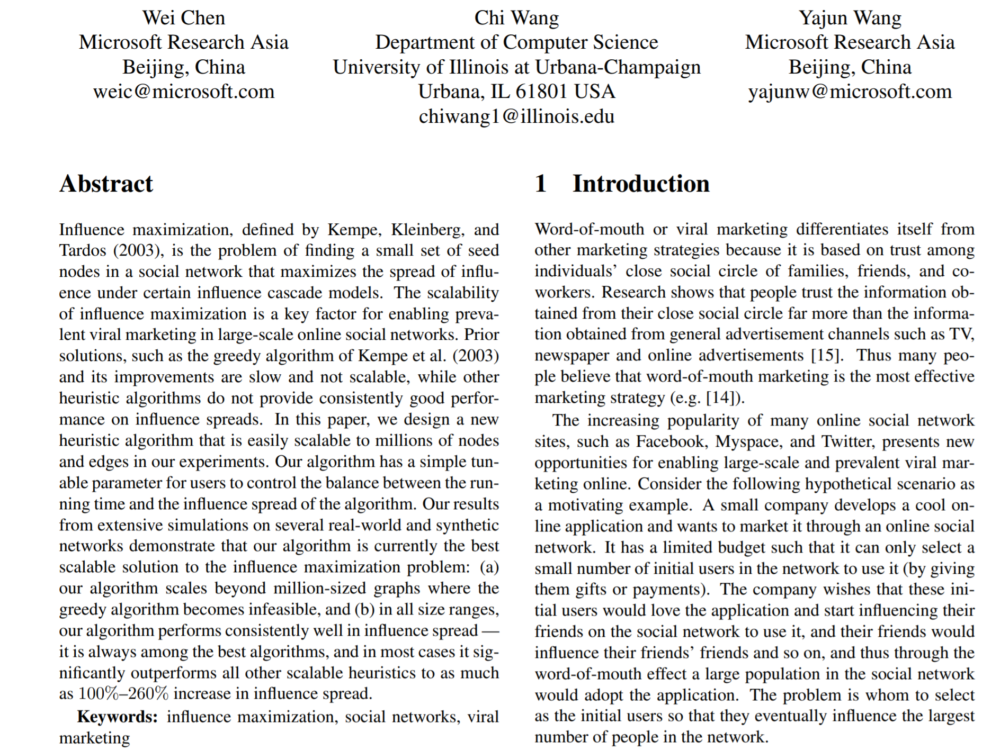 Wei Chen
Microsoft Research Asia
Beijing, China
weic@microsoft.com
Chi Wang
Department of Computer Science
University of Illinois at Urbana-Champaign
Urbana, IL 61801 USA
chiwang1@illinois.edu
Yajun Wang
Microsoft Research Asia
Beijing, China
yajunw@microsoft.com
Abstract
Influence maximization, defined by Kempe, Kleinberg, and
Tardos (2003), is the problem of finding a small set of seed
nodes in a social network that maximizes the spread of influ-
ence under certain influence cascade models. The scalability
of influence maximization is a key factor for enabling preva-
lent viral marketing in large-scale online social networks. Prior
solutions, such as the greedy algorithm of Kempe et al. (2003)
and its improvements are slow and not scalable, while other
heuristic algorithms do not provide consistently good perfor-
mance on influence spreads. In this paper, we design a new
heuristic algorithm that is easily scalable to millions of nodes
and edges in our experiments. Our algorithm has a simple tun-
able parameter for users to control the balance between the run-
ning time and the influence spread of the algorithm. Our results
from extensive simulations on several real-world and synthetic
networks demonstrate that our algorithm is currently the best
scalable solution to the influence maximization problem: (a)
our algorithm scales beyond million-sized graphs where the
greedy algorithm becomes infeasible, and (b) in all size ranges,
our algorithm performs consistently well in influence spread —
it is always among the best algorithms, and in most cases it sig-
nificantly outperforms all other scalable heuristics to as much
as 100%–260% increase in influence spread.
Keywords: influence maximization, social networks, viral
marketing
1 Introduction
Word-of-mouth or viral marketing differentiates itself from
other marketing strategies because it is based on trust among
individuals’ close social circle of families, friends, and co-
workers. Research shows that people trust the information ob-
tained from their close social circle far more than the informa-
tion obtained from general advertisement channels such as TV,
newspaper and online advertisements [15]. Thus many peo-
ple believe that word-of-mouth marketing is the most effective
marketing strategy (e.g. [14]).
The increasing popularity of many online social network
sites, such as Facebook, Myspace, and Twitter, presents new
opportunities for enabling large-scale and prevalent viral mar-
keting online. Consider the following hypothetical scenario as
a motivating example. A small company develops a cool on-
line application and wants to market it through an online social
network. It has a limited budget such that it can only select a
small number of initial users in the network to use it (by giving
them gifts or payments). The company wishes that these ini-
tial users would love the application and start influencing their
friends on the social network to use it, and their friends would
influence their friends’ friends and so on, and thus through the
word-of-mouth effect a large population in the social network
would adopt the application. The problem is whom to select
as the initial users so that they eventually influence the largest
number of people in the network.